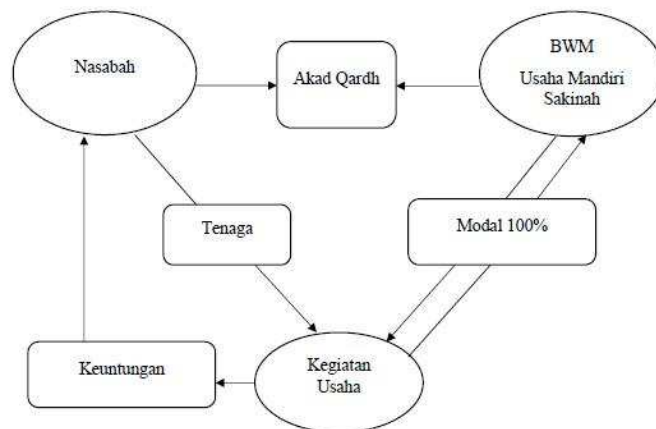 Nasabah
Akad Qardh
BWM
Usaha Mandiri
Sakinah
Tenaga
Modal 100%
Keuntungan
Kegiatan
Usaha